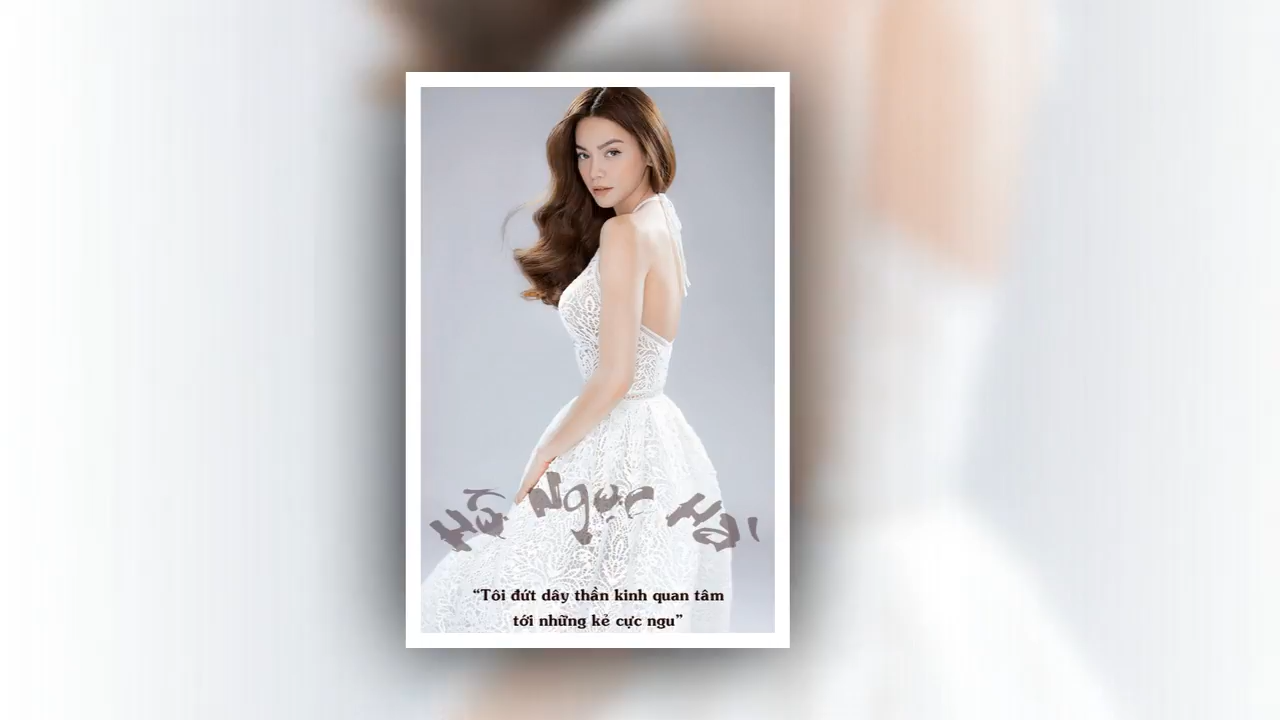 Hồ Ngọc Hà
“Tôi đứt dây thần kinh quan tâm
tới những kẻ cực ngu”